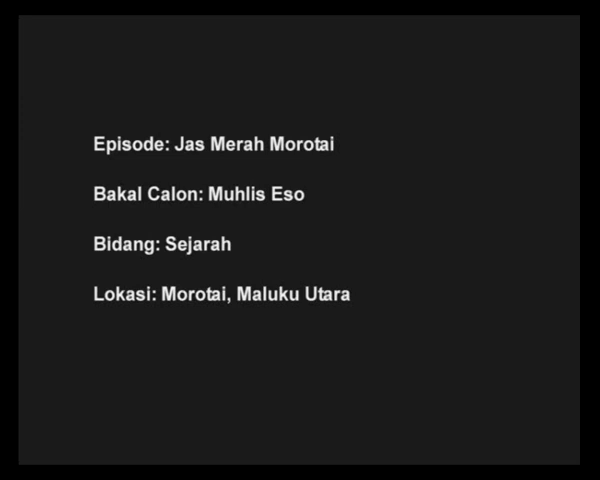 Episode: Jas Merah Morotai
Bakal Calon: Muhlis Eso
Bidang: Sejarah
Lokasi: Morotai, Maluku Utara